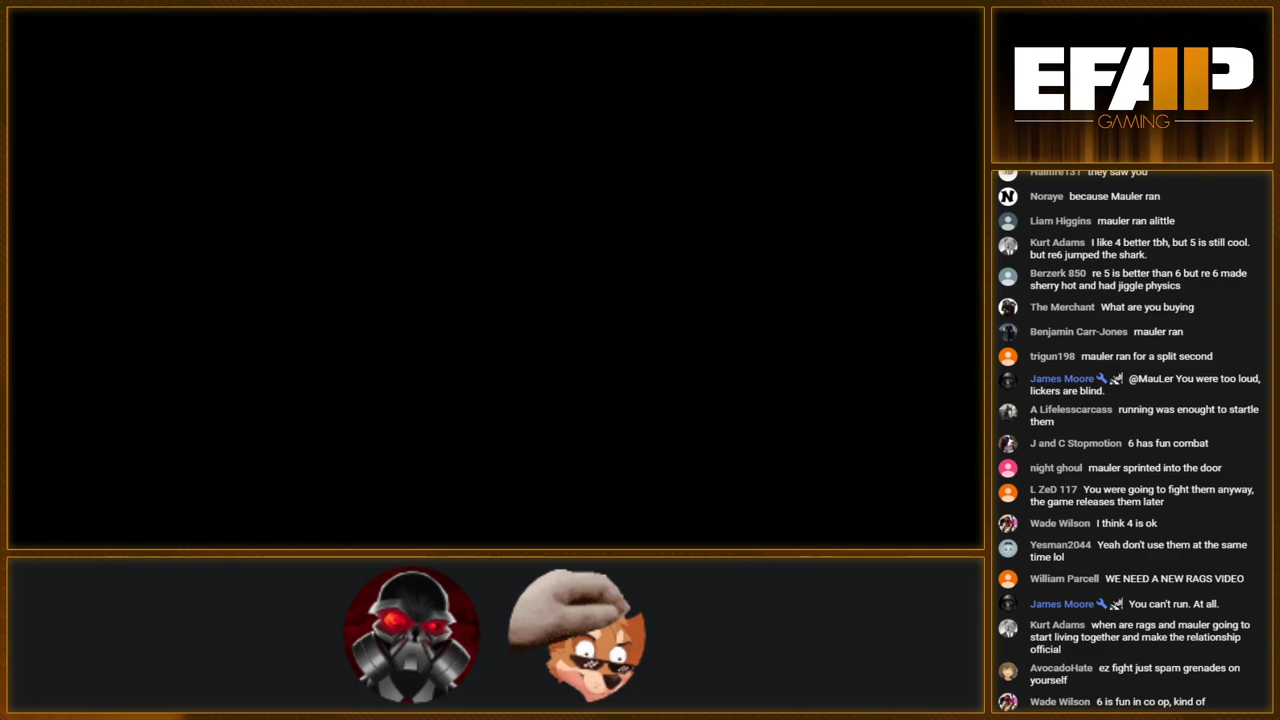 EFAP
GAMING
Hallfire131 they saw you
Noraye because Mauler ran
Liam Higgins mauler ran alittle
Kurt Adams I like 4 better tbh, but 5 is still cool.
but re6 jumped the shark.
Berzerk 850 re 5 is better than 6 but re 6 made
sherry hot and had jiggle physics
The Merchant What are you buying
Benjamin Carr-Jones mauler ran
trigun198 mauler ran for a split second
James Moore @MauLer You were too loud,
lickers are blind.
A Lifelesscarcass running was enought to startle
them
J and C Stopmotion 6 has fun combat
night ghoul mauler sprinted into the door
L ZeD 117 You were going to fight them anyway,
the game releases them later
Wade Wilson I think 4 is ok
Yesman2044 Yeah don't use them at the same
time lol
William Parcell WE NEED A NEW RAGS VIDEO
James Moore You can't run. At all.
Kurt Adams when are rags and mauler going to
start living together and make the relationship
official
AvocadoHate ez fight just spam grenades on
yourself
Wade Wilson 6 is fun in co op, kind of